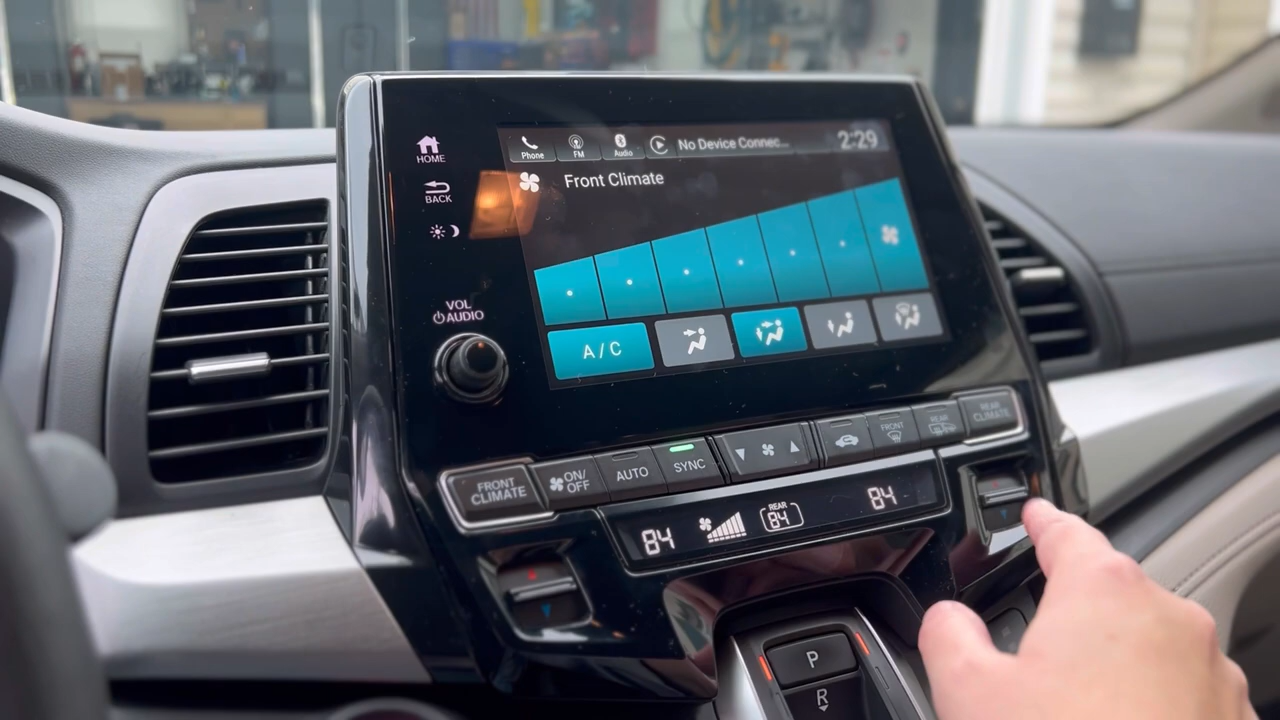 HOME
Phone
FM
Audio
No Device Connec...
2:29
BACK
Front Climate
VOL
AUDIO
A/C
FRONT
CLIMATE
ON/
OFF
AUTO
SYNC
FRONT
REAR
REAR
CLIMATE
84
REAR
84
84
P
R